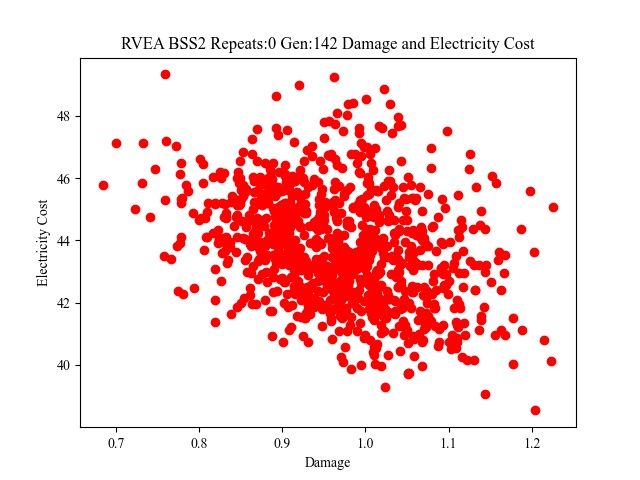 RVEA BSS2 Repeats:0 Gen:142 Damage and Electricity Cost
48
46
44
42
40
Electricity Cost
0.7 0.8 0.9 1.0 1.1 1.2
Damage